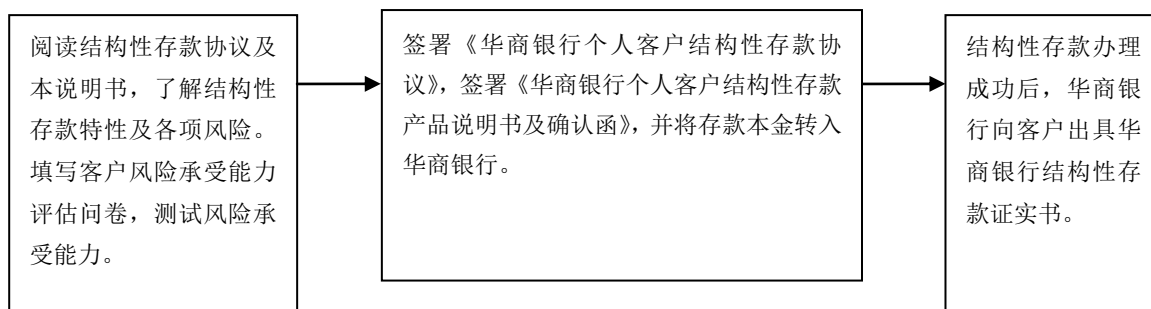 阅读结构性存款协议及
本说明书，了解结构性
存款特性及各项风险。
填写客户风险承受能力
评估问卷，测试风险承
受能力。
签署《华商银行个人客户结构性存款协
议》，签署《华商银行个人客户结构性存款
产品说明书及确认函》，并将存款本金转入
华商银行。
结构性存款办理
成功后，华商银
行向客户出具华
商银行结构性存
款证实书。